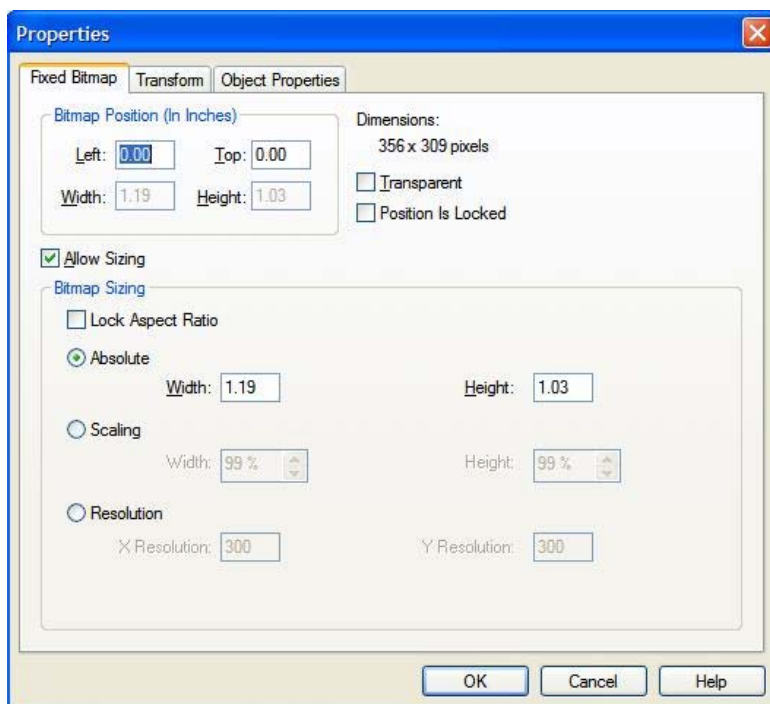 Properties
Fixed Bitmap Transform Object Properties
Bitmap Position (In Inches)
Left: 0.00 Top: 0.00
Width: 1.19 Height: 1.03
Dimensions:
356 x 309 pixels
Transparent
Position Is Locked
Allow Sizing
Bitmap Sizing
Lock Aspect Ratio
Absolute
Width: 1.19 Height: 1.03
Scaling
Width: 99 % Height: 99 %
Resolution
X Resolution: 300 Y Resolution: 300
OK Cancel Help